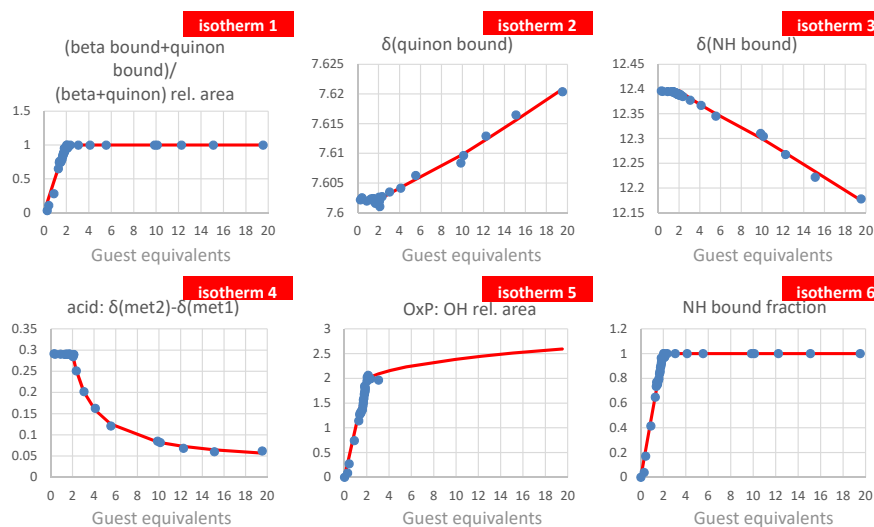 isotherm 1
(beta bound+quinon
bound)/
(beta+quinon) rel. area
1.5
1
0.5
0
0 2 4 6 8 10 12 14 16 18 20
Guest equivalents
isotherm 2
δ(quinon bound)
7.625
7.62
7.615
7.61
7.605
7.6
0 2 4 6 8 10 12 14 16 18 20
Guest equivalents
isotherm 3
δ(NH bound)
12.45
12.4
12.35
12.3
12.25
12.2
12.15
0 2 4 6 8 10 12 14 16 18 20
Guest equivalents
isotherm 4
acid: δ(met2)-δ(met1)
0.35
0.3
0.25
0.2
0.15
0.1
0.05
0
0 2 4 6 8 10 12 14 16 18 20
Guest equivalents
isotherm 5
OxP: OH rel. area
3
2.5
2
1.5
1
0.5
0
0 2 4 6 8 10 12 14 16 18 20
Guest equivalents
isotherm 6
NH bound fraction
1.2
1
0.8
0.6
0.4
0.2
0
0 2 4 6 8 10 12 14 16 18 20
Guest equivalents